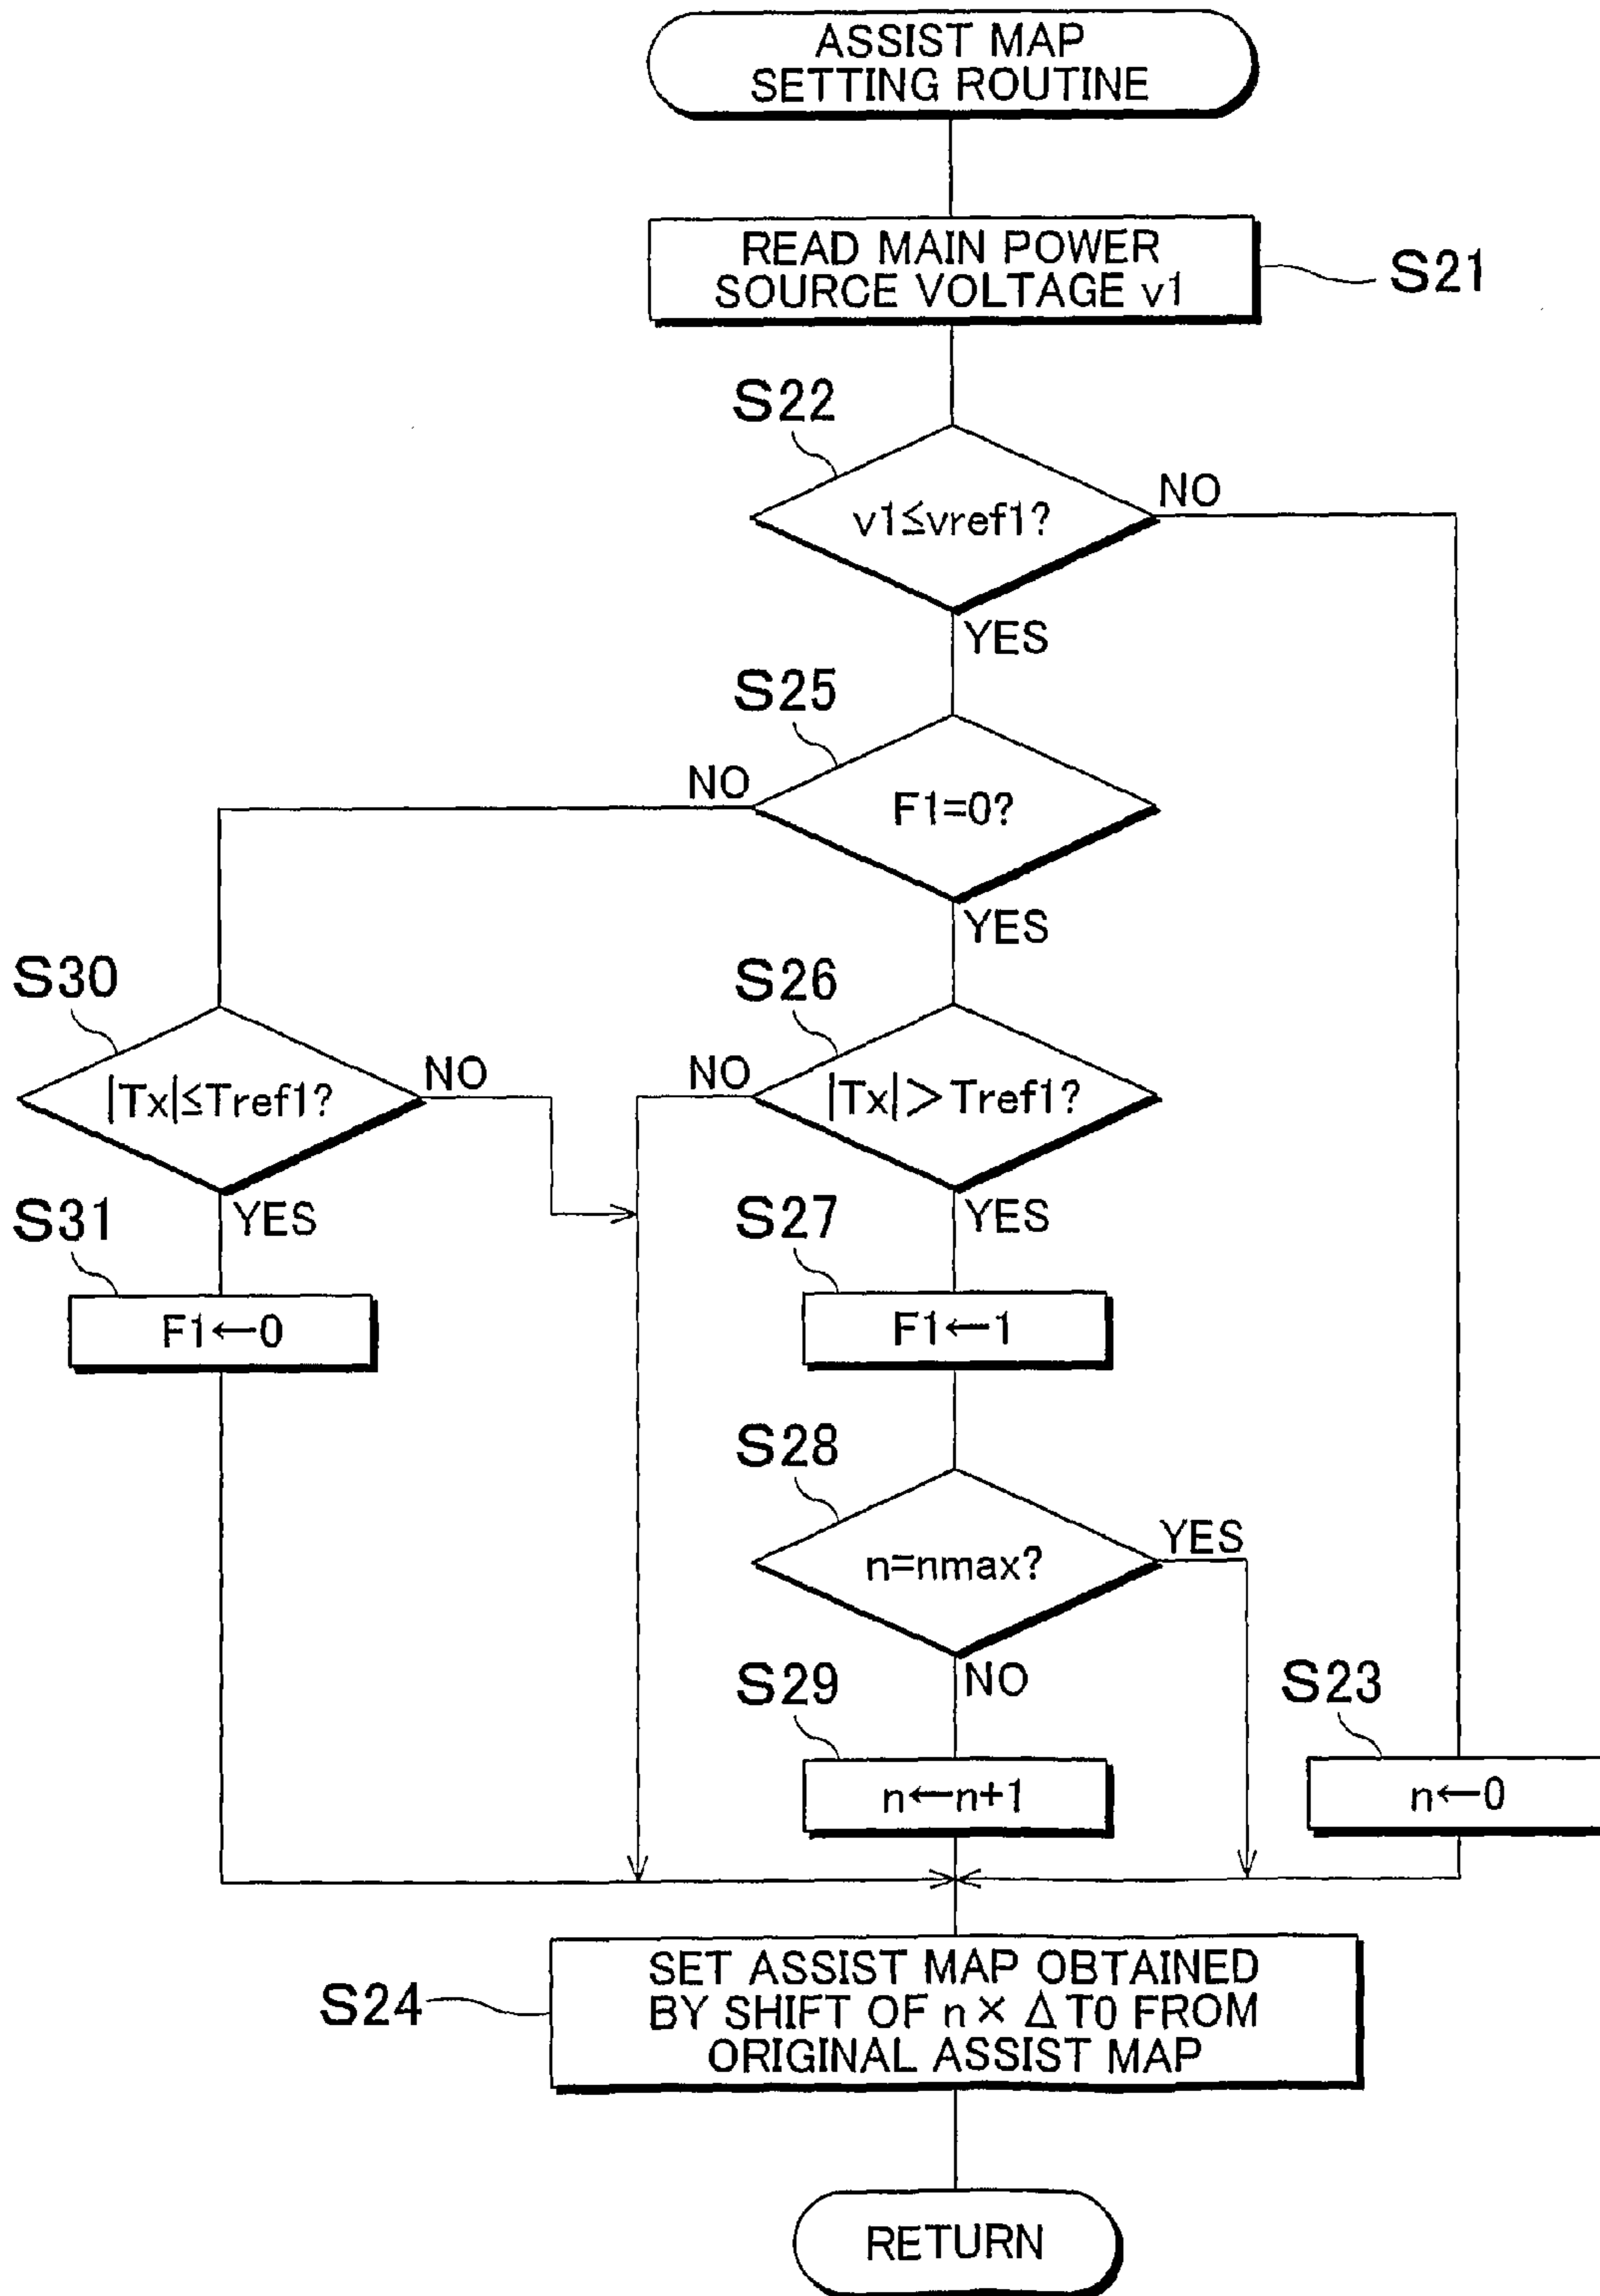 ASSIST MAP
SETTING ROUTINE
READ MAIN POWER
SOURCE VOLTAGE v1
S21
S22
v1≤vref1?
NO
YES
S25
NO
F1=0?
YES
S30
S26
|Tx|≤Tref1?
NO
NO
|Tx|>Tref1?
YES
YES
S31
S27
F1←0
F1←1
S28
n=nmax?
YES
NO
S29
S23
n←n+1
n←0
S24
SET ASSIST MAP OBTAINED
BY SHIFT OF n× ΔT0 FROM
ORIGINAL ASSIST MAP
RETURN